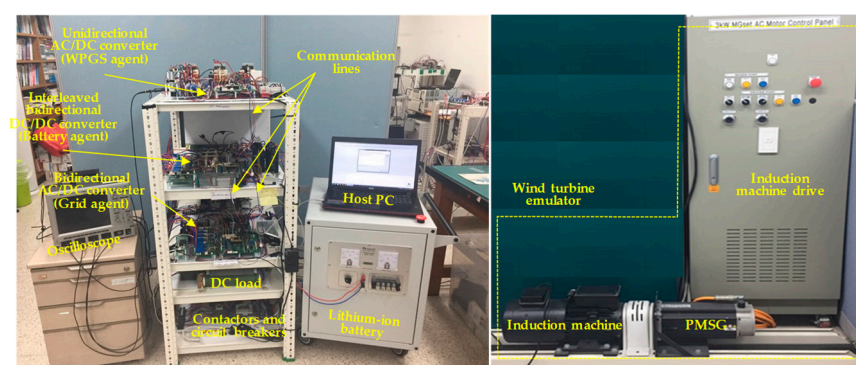 Unidirectional
AC/DC converter
(WPGS agent)
Communication
lines
Interleaved
bidirectional
DC/DC converter
(Battery agent)
Bidirectional
AC/DC converter
(Grid agent)
Oscilloscope
Host PC
DC load
Contactors and
circuit breakers
Lithium-ion
battery
3kW MGset AC Motor Control Panel
Wind turbine
emulator
Induction
machine drive
Induction machine
PMSG